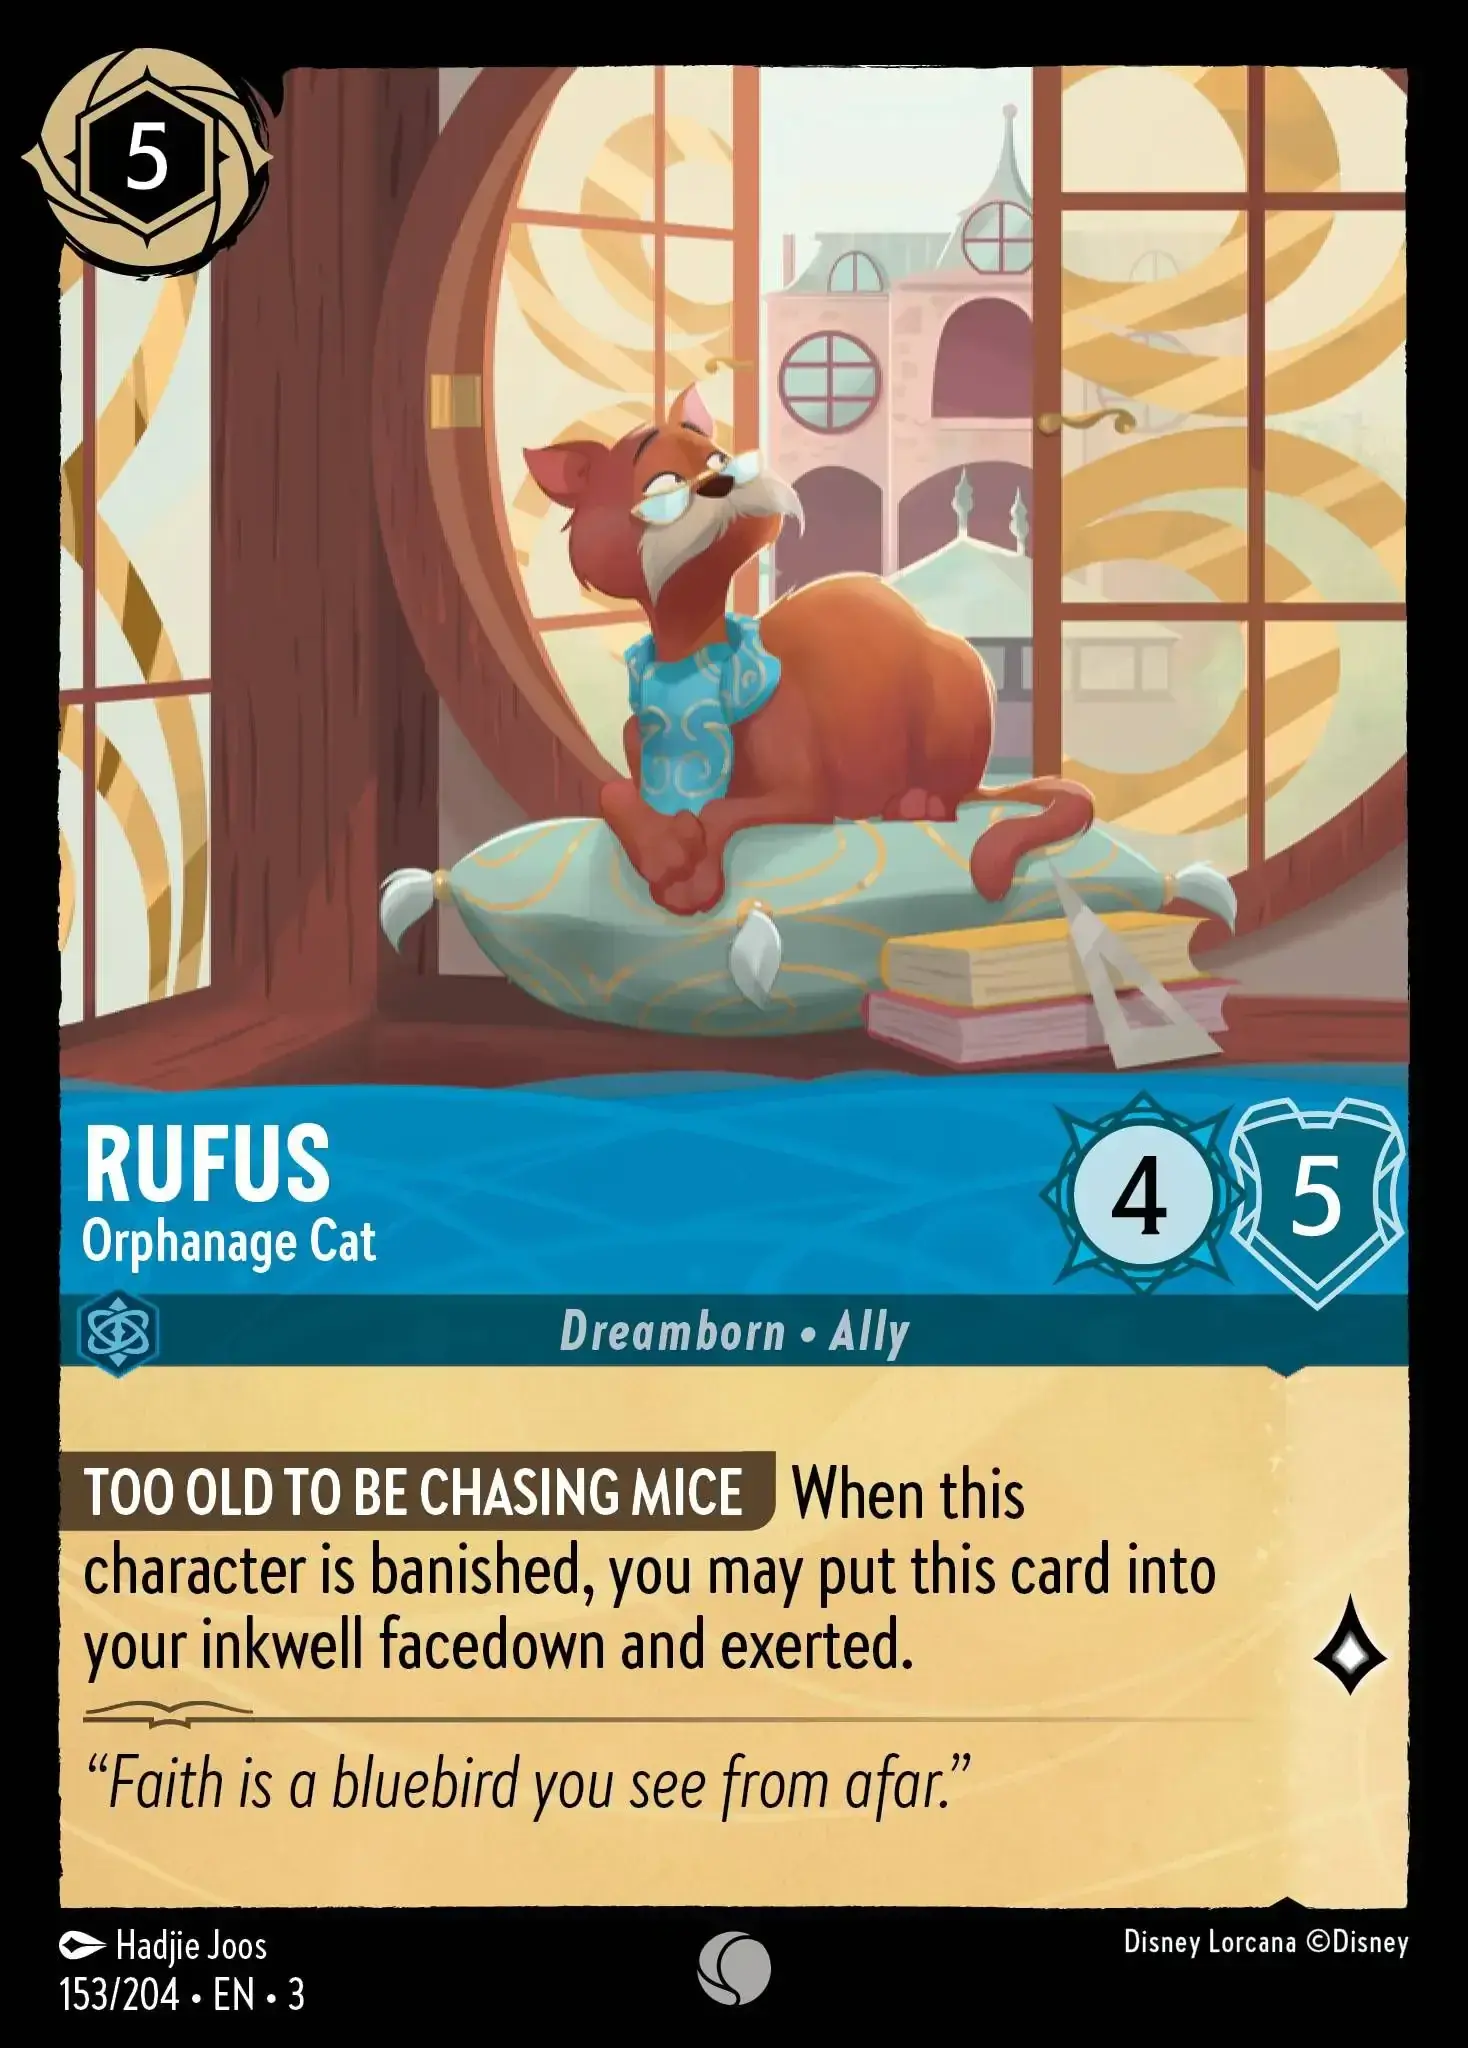 5
RUFUS
Orphanage Cat
4
5
Dreamborn • Ally
TOO OLD TO BE CHASING MICE When this
character is banished, you may put this card into
your inkwell facedown and exerted.
“Faith is a bluebird you see from afar.”
Hadjie Joos
153/204 • EN • 3
Disney Lorcana ©Disney